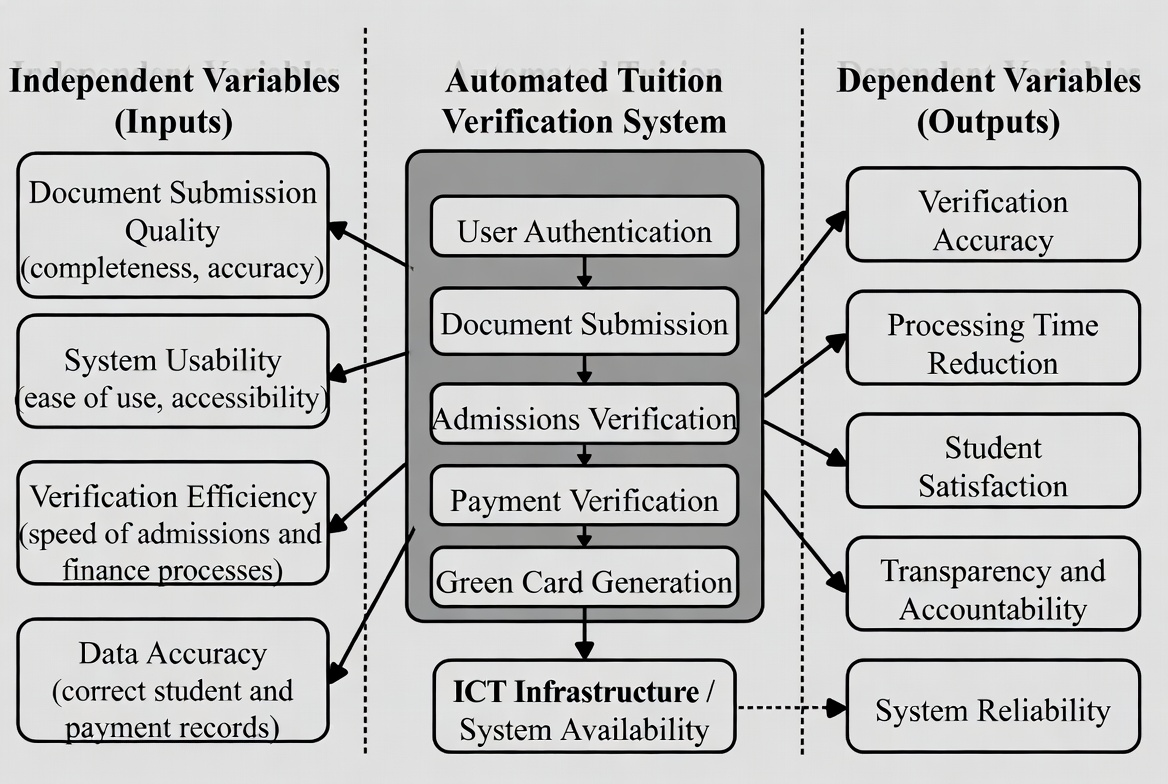 Independent Variables
(Inputs)
Document Submission
Quality
(completeness, accuracy)
System Usability
(ease of use, accessibility)
Verification Efficiency
(speed of admissions and
finance processes)
Data Accuracy
(correct student and
payment records)
Automated Tuition
Verification System
User Authentication
Document Submission
Admissions Verification
Payment Verification
Green Card Generation
ICT Infrastructure /
System Availability
Dependent Variables
(Outputs)
Verification
Accuracy
Processing Time
Reduction
Student
Satisfaction
Transparency and
Accountability
System Reliability